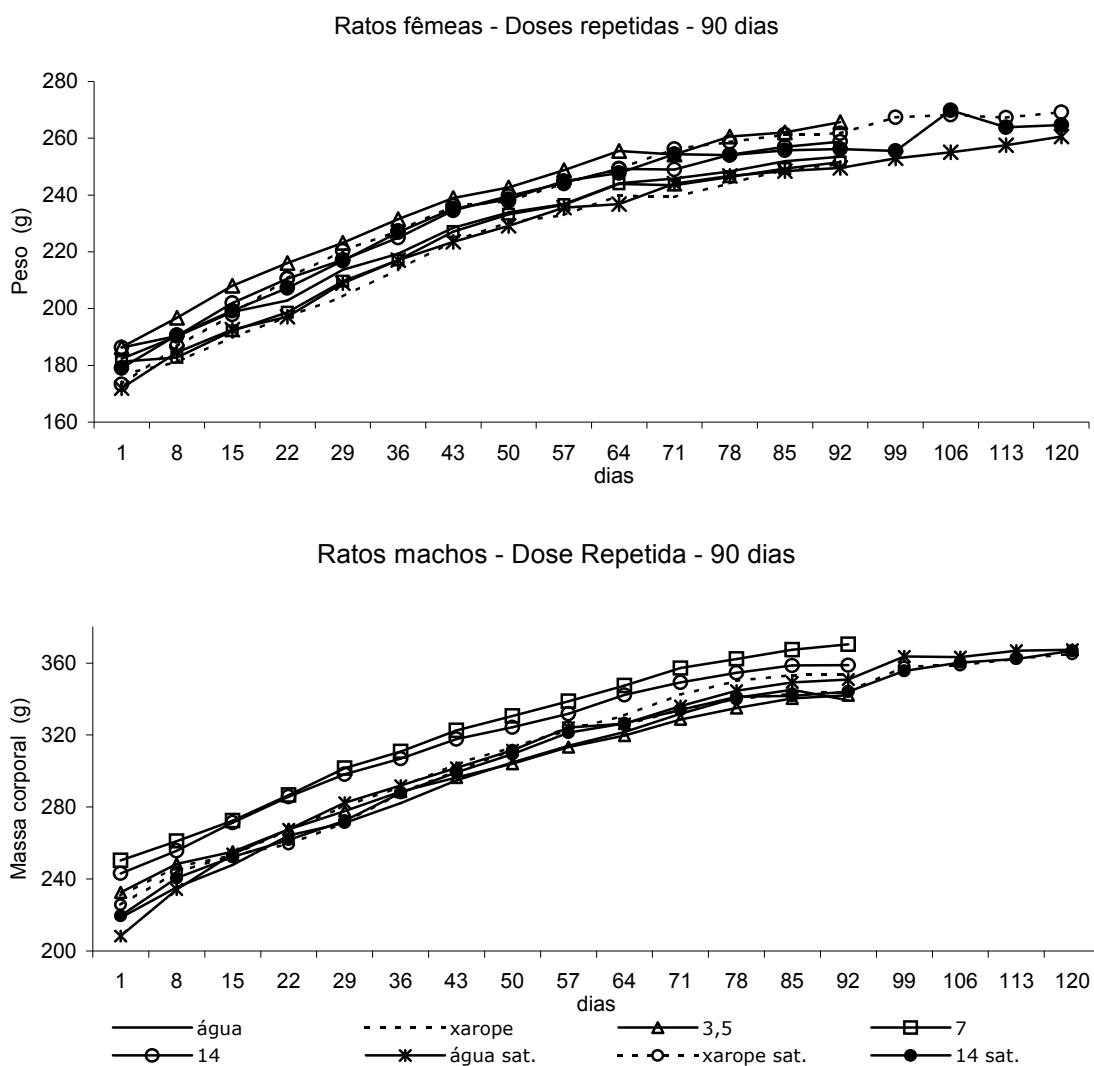 Ratos fêmeas - Doses repetidas - 90 dias
280
260
240
220
200
180
160
Peso (g)
1 8 15 22 29 36 43 50 57 64 71 78 85 92 99 106 113 120
dias
Ratos machos - Dose Repetida - 90 dias
360
320
280
240
200
Massa corporal (g)
1 8 15 22 29 36 43 50 57 64 71 78 85 92 99 106 113 120
dias
água xarope 3,5 7
14 água sat. xarope sat. 14 sat.